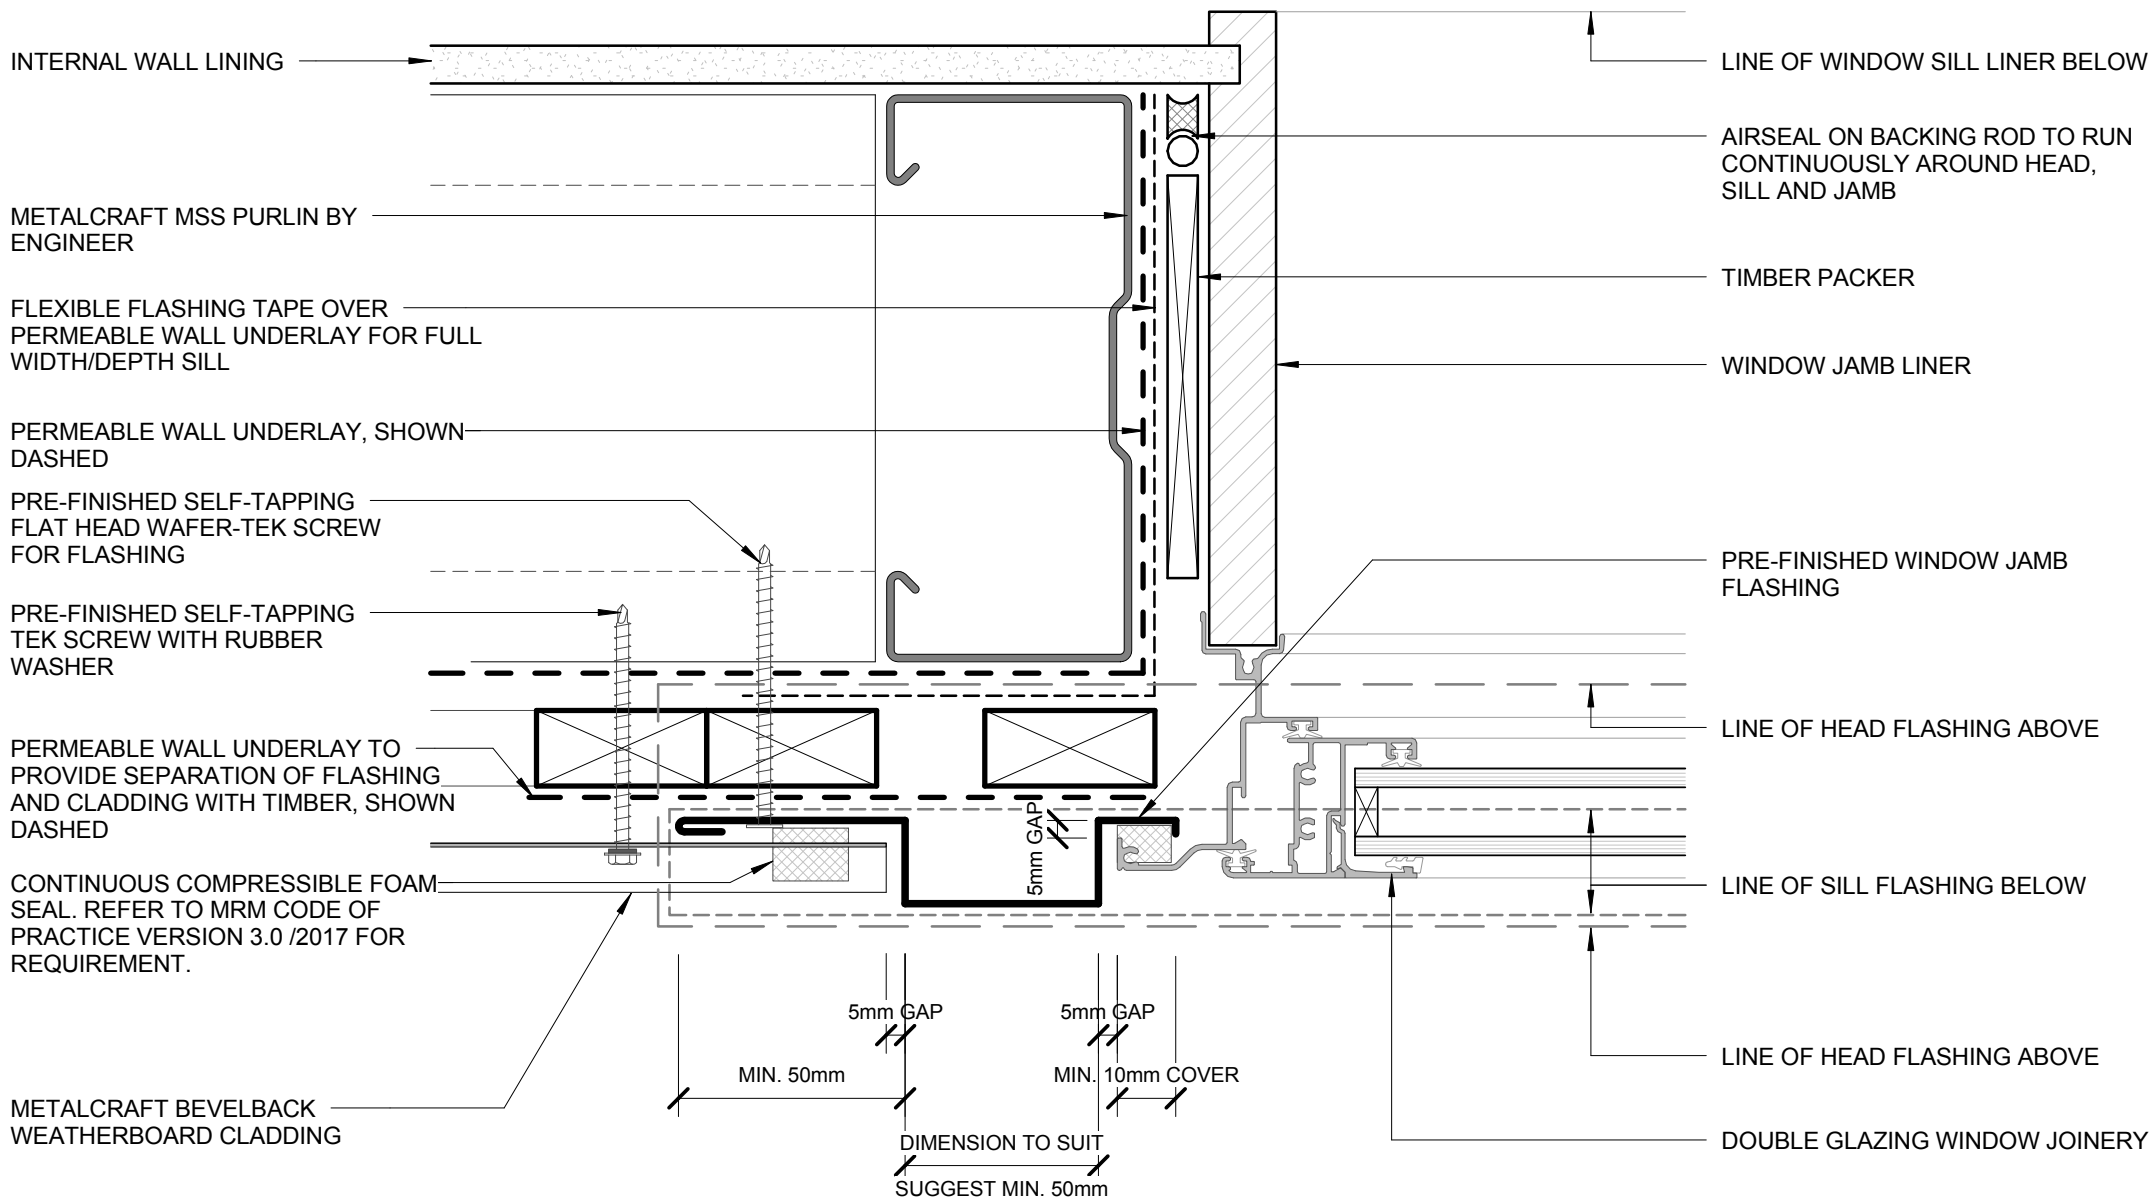 INTERNAL WALL LINING
METALCRAFT MSS PURLIN BY
ENGINEER
FLEXIBLE FLASHING TAPE OVER
PERMEABLE WALL UNDERLAY FOR FULL
WIDTH/DEPTH SILL
PERMEABLE WALL UNDERLAY, SHOWN
DASHED
PRE-FINISHED SELF-TAPPING
FLAT HEAD WAFER-TEK SCREW
FOR FLASHING
PRE-FINISHED SELF-TAPPING
TEK SCREW WITH RUBBER
WASHER
PERMEABLE WALL UNDERLAY TO
PROVIDE SEPARATION OF FLASHING
AND CLADDING WITH TIMBER, SHOWN
DASHED
CONTINUOUS COMPRESSIBLE FOAM
SEAL. REFER TO MRM CODE OF
PRACTICE VERSION 3.0 /2017 FOR
REQUIREMENT.
METALCRAFT BEVELBACK
WEATHERBOARD CLADDING
5mm GAP
5mm GAP
5mm GAP
MIN. 50mm
MIN. 10mm COVER
DIMENSION TO SUIT
SUGGEST MIN. 50mm
LINE OF WINDOW SILL LINER BELOW
AIRSEAL ON BACKING ROD TO RUN
CONTINUOUSLY AROUND HEAD,
SILL AND JAMB
TIMBER PACKER
WINDOW JAMB LINER
PRE-FINISHED WINDOW JAMB
FLASHING
LINE OF HEAD FLASHING ABOVE
LINE OF SILL FLASHING BELOW
LINE OF HEAD FLASHING ABOVE
DOUBLE GLAZING WINDOW JOINERY